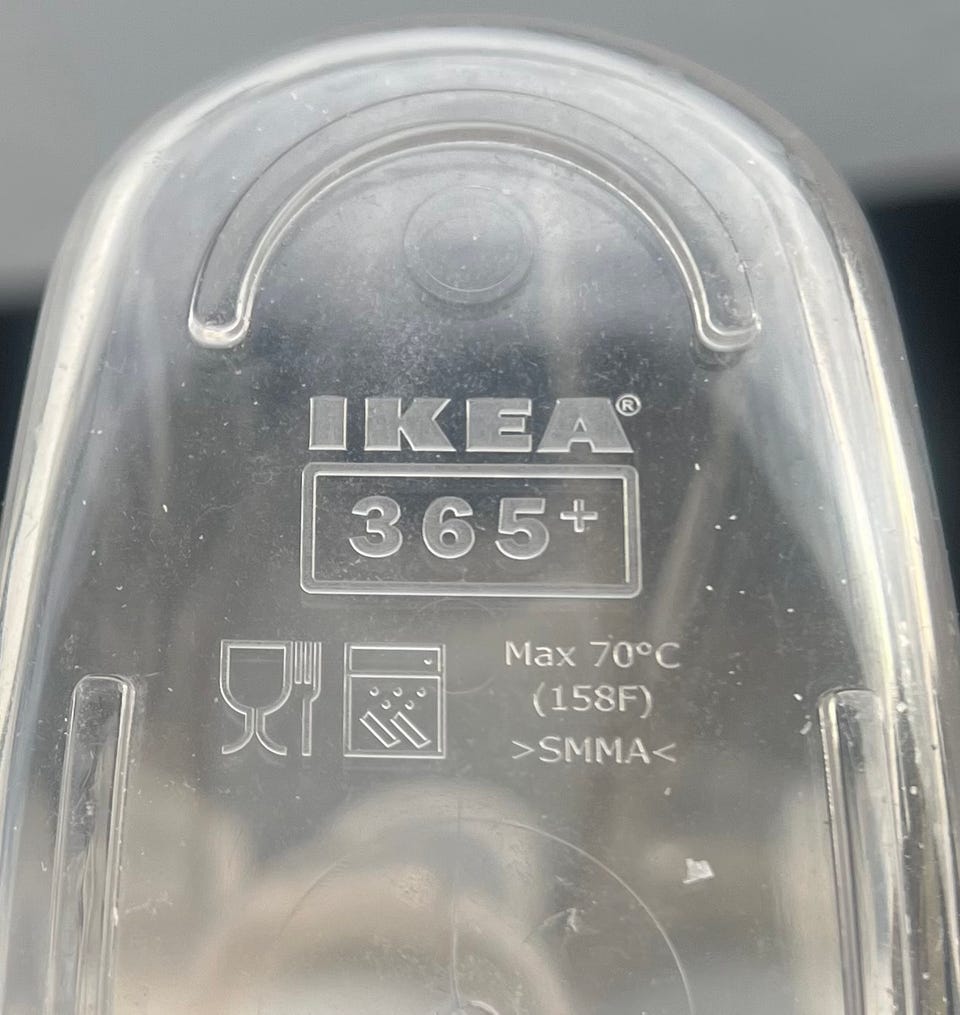 IKEA®
365+
Max 70°C
(158F)
>SMMA<